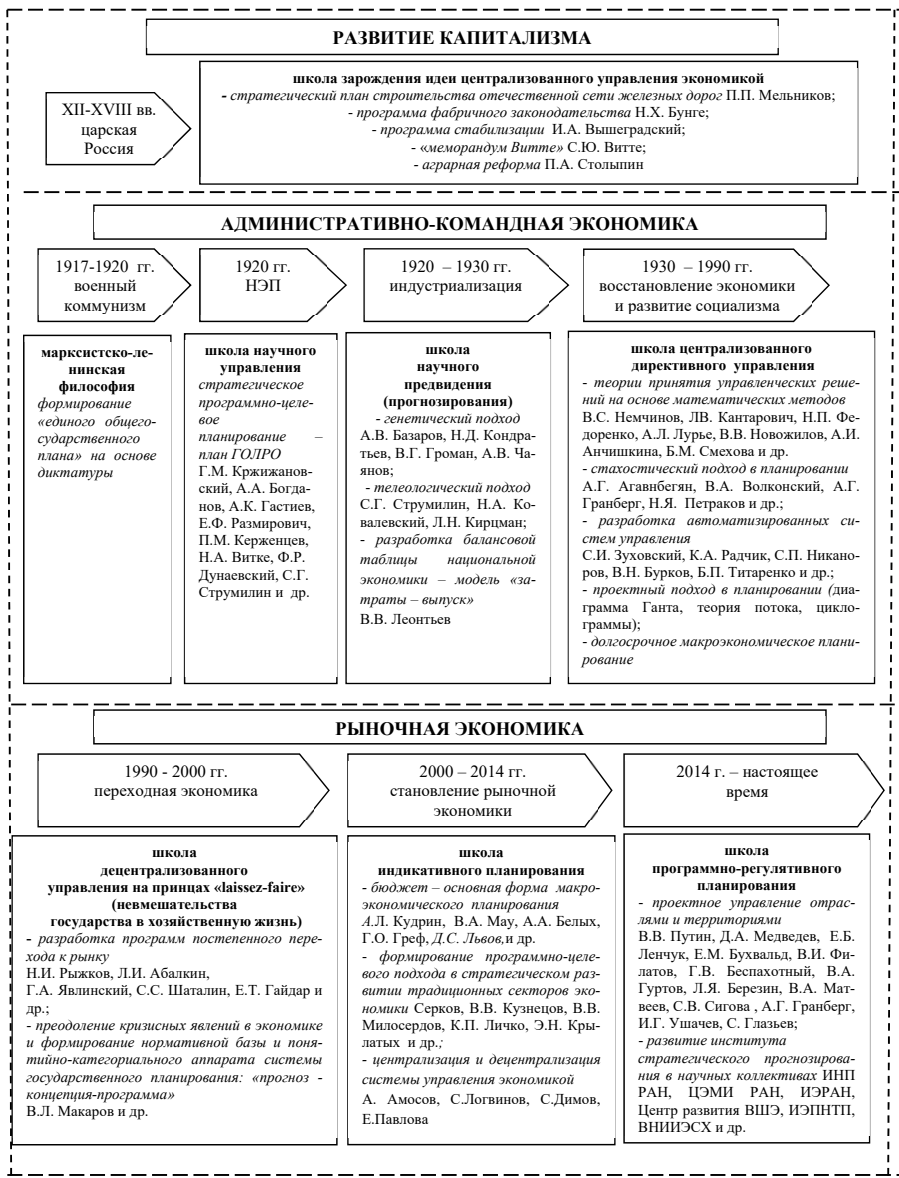 РАЗВИТИЕ КАПИТАЛИЗМА
XII-XVIII вв.
царская
Россия
школа зарождения идеи централизованного управления экономикой
- стратегический план строительства отечественной сети железных дорог П.П. Мельников;
- программа фабричного законодательства Н.Х. Бунге;
- программа стабилизации И.А. Вышеградский;
- «меморандум Витте» С.Ю. Витте;
- аграрная реформа П.А. Столыпин
АДМИНИСТРАТИВНО-КОМАНДНАЯ ЭКОНОМИКА
1917-1920 гг.
военный
коммунизм
1920 гг.
НЭП
1920 – 1930 гг.
индустриализация
1930 – 1990 гг.
восстановление экономики
и развитие социализма
марксистско-ле-
нинская
философия
формирование
«единого общего-
сударственного
плана» на основе
диктатуры
школа научного
управления
стратегическое
программно-целе-
вое
планирование –
план ГОЛРО
Г.М. Кржижанов-
ский, А.А. Богда-
нов, А.К. Гастиев,
Е.Ф. Размирович,
П.М. Керженцев,
Н.А. Витке, Ф.Р.
Дунаевский, С.Г.
Струмилин и др.
школа
научного
предвидения
(прогнозирования)
- генетический подход
А.В. Базаров, Н.Д. Кондра-
тьев, В.Г. Громан, А.В. Ча-
янов;
- телеологический подход
С.Г. Струмилин, Н.А. Ко-
валевский, Л.Н. Кирцман;
- разработка балансовой
таблицы национальной
экономики – модель «за-
траты – выпуск»
В.В. Леонтьев
школа централизованного
директивного управления
- теории принятия управленческих реше-
ний на основе математических методов
В.С. Немчинов, ЛВ. Кантарович, Н.П. Фе-
доренко, А.Л. Лурье, В.В. Новожилов, А.И.
Анчишкина, Б.М. Смехова и др.
- стахостический подход в планировании
А.Г. Агавнбегян, В.А. Волконский, А.Г.
Гранберг, Н.Я. Петраков и др.;
- разработка автоматизированных сис
тем управления
С.И. Зуховский, К.А. Радчик, С.П. Никано-
ров, В.Н. Бурков, Б.П. Титаренко и др.;
- проектный подход в планировании (диа-
грамма Ганта, теория потока, цикло-
граммы);
- долгосрочное макроэкономическое плани-
рование
РЫНОЧНАЯ ЭКОНОМИКА
1990 - 2000 гг.
переходная экономика
2000 – 2014 гг.
становление рыночной
экономики
2014 г. – настоящее
время
школа
децентрализованного
управления на принцах «laissez-faire»
(невмешательства
государства в хозяйственную жизнь)
- разработка программ постепенного пере-
хода к рынку
Н.И. Рыжков, Л.И. Абалкин,
Г.А. Явлинский, С.С. Шаталин, Е.Т. Гайдар и
др.;
- преодоление кризисных явлений в экономике
и формирование нормативной базы и поня-
тийно-категориального аппарата системы
государственного планирования: «прогноз -
концепция-программа»
В.Л. Макаров и др.
школа
индикативного планирования
- бюджет – основная форма макро-
экономического планирования
А.Л. Кудрин, В.А. Мау, А.А. Белых,
Г.О. Греф, Д.С. Львов,и др.
- формирование программно-целе-
вого подхода в стратегическом раз-
витии традиционных секторов эко-
номики Серков, В.В. Кузнецов, В.В.
Милосердов, К.П. Личко, Э.Н. Кры-
латых и др.;
- централизация и децентрализация
системы управления экономикой
А. Амосов, С.Логвинов, С.Димов,
Е.Павлова
школа
программно-регулятивного
планирования
- проектное управление отрас-
лями и территориями
В.В. Путин, Д.А. Медведев, Е.Б.
Ленчук, Е.М. Бухвальд, В.И. Фи-
латов, Г.В. Беспахотный, В.А.
Гуртов, Л.Я. Березин, В.А. Мат-
веев, С.В. Сигова , А.Г. Гранберг,
И.Г. Ушачев, С. Глазьев;
- развитие института
стратегического прогнозирова-
ния в научных коллективах ИНП
РАН, ЦЭМИ РАН, ИЭРАН,
Центр развития ВШЭ, ИЭПНТП,
ВНИИЭСХ и др.